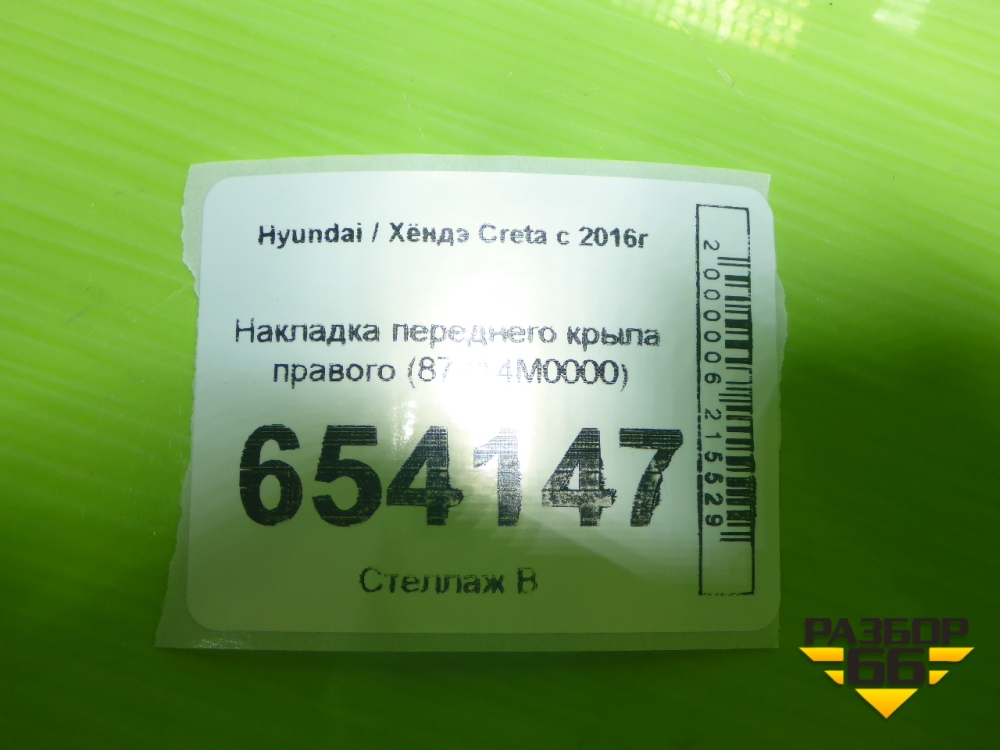 Hyundai / Хёндэ Creta с 2016г
Накладка переднего крыла
правого
654147
Стеллаж B
2000006215529
РАЗБОР
66